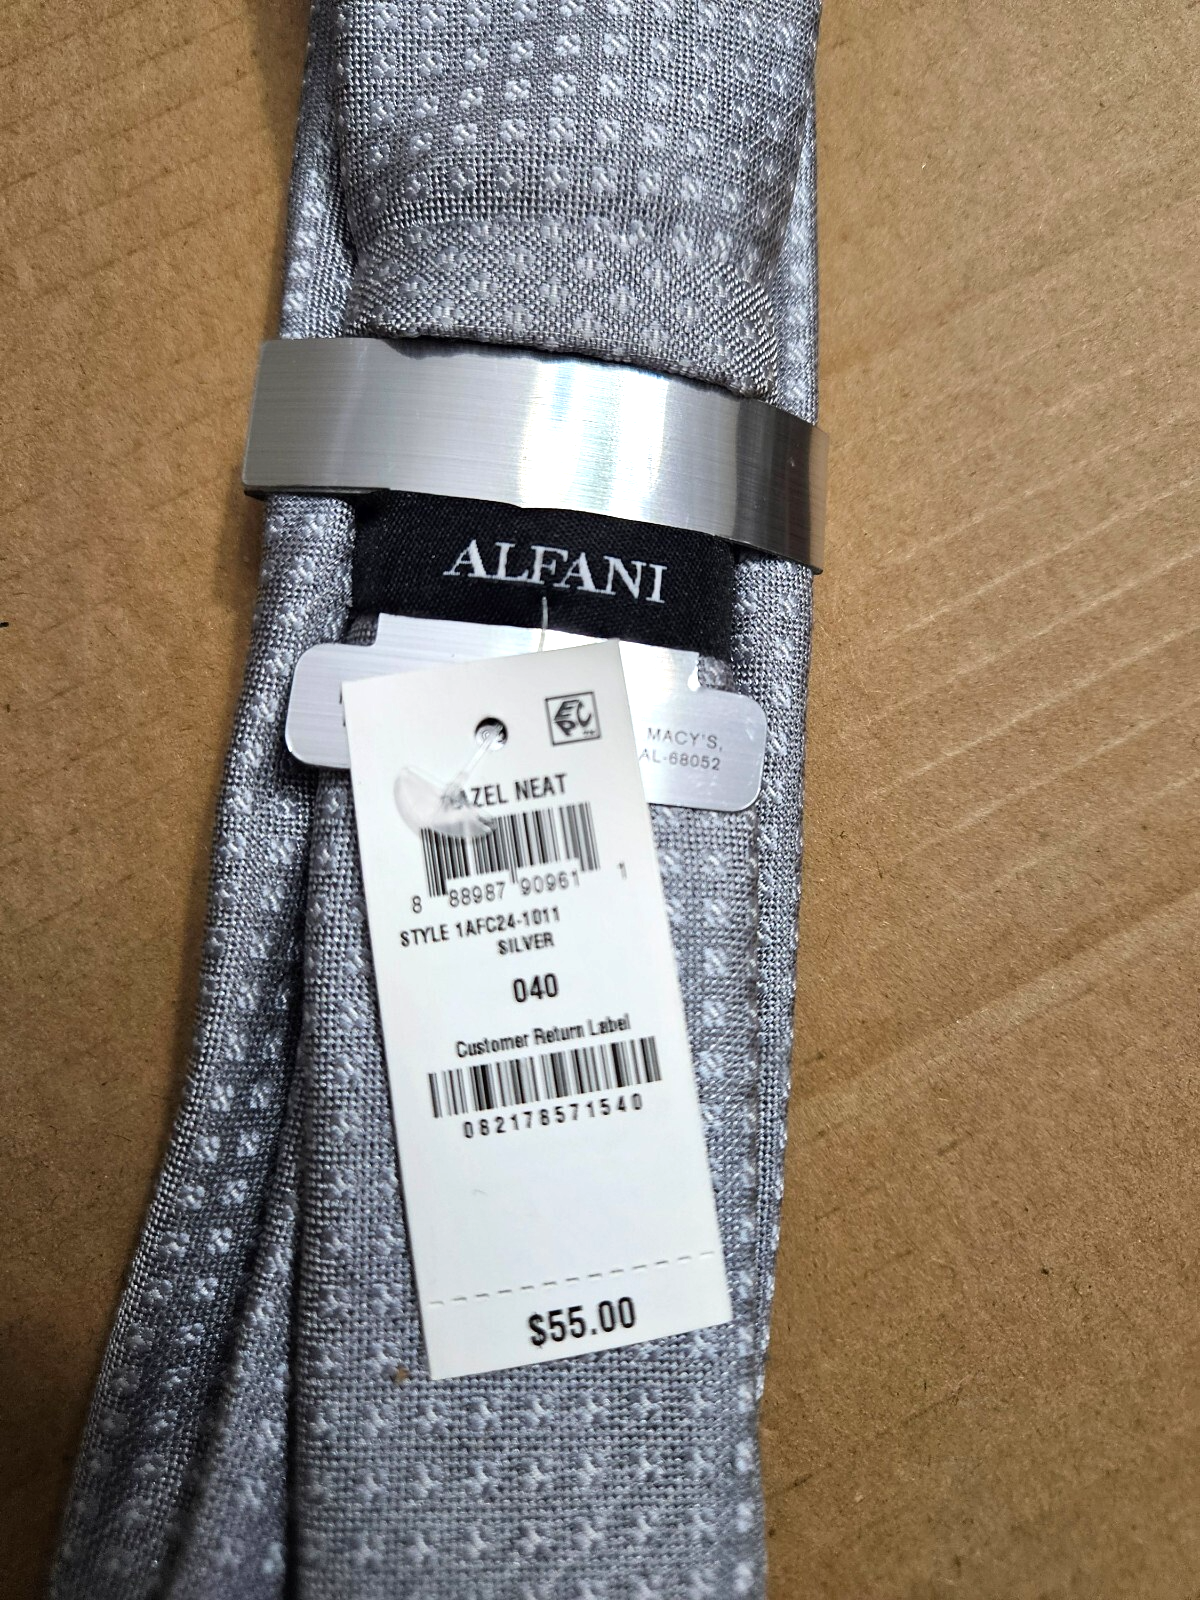 ALFANI
EPC
MACY'S,
AL-68052
NEAT
8 88987 90961 1
STYLE 1AFC24-1011
SILVER
040
Customer Return Label
082178571540
$55.00